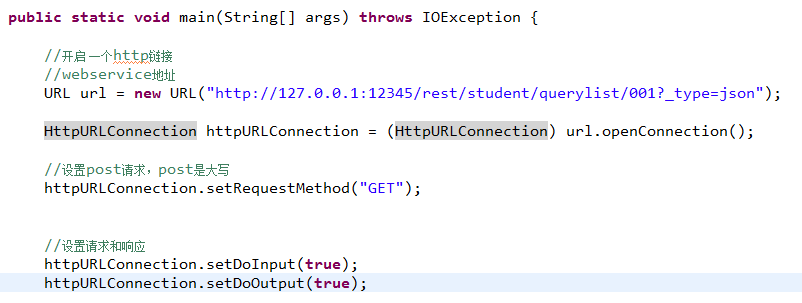 public static void main(String[] args) throws IOException {
//开启一个http链接
//webservice地址
URL url = new URL("http://127.0.0.1:12345/rest/student/querylist/001?_type=json");
HttpURLConnection httpURLConnection = (HttpURLConnection) url.openConnection();
//设置post请求，post是大写
httpURLConnection.setRequestMethod("GET");
//设置请求和响应
httpURLConnection.setDoInput(true);
httpURLConnection.setDoOutput(true);